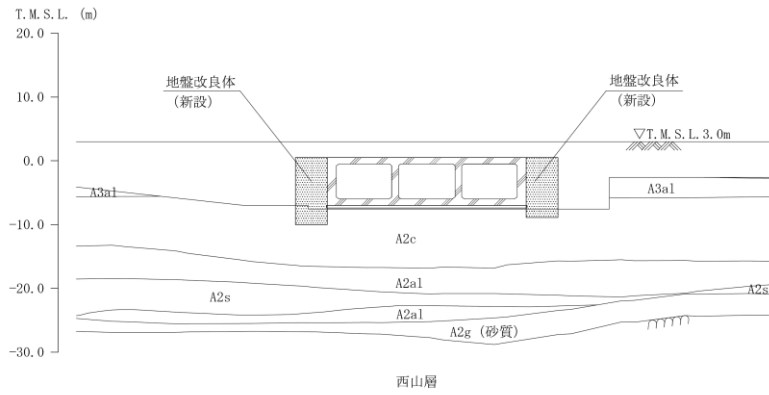 T.M.S.L. (m)
20.0
10.0
0.0
-10.0
-20.0
-30.0
地盤改良体
(新設)
地盤改良体
(新設)
▽T.M.S.L.3.0m
A3al
A3al
A2c
A2al
A2s
A2s
A2al
A2g (砂質)
西山層